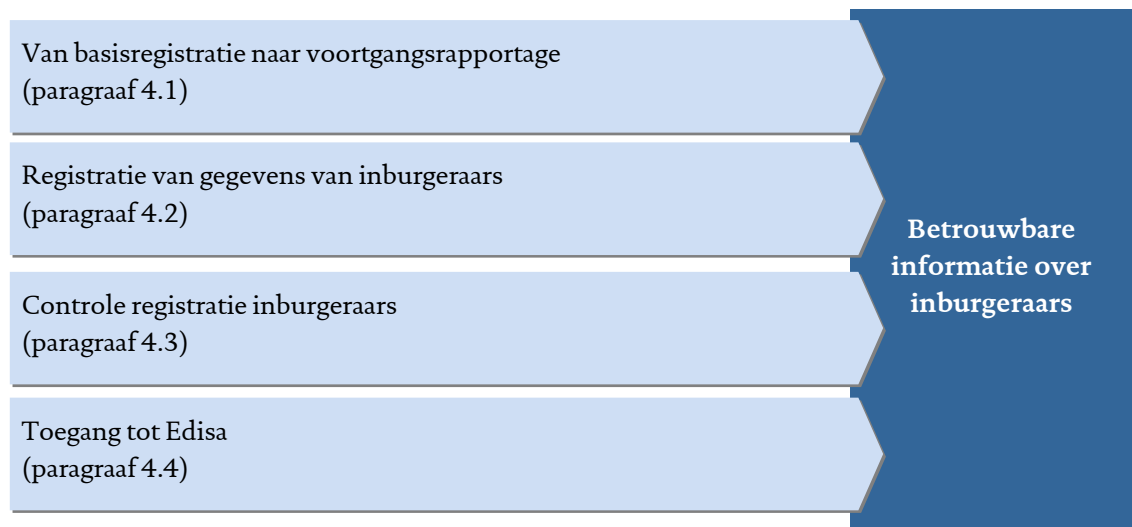 Van basisregistratie naar voortgangsrapportage
(paragraaf 4.1)
Registratie van gegevens van inburgeraars
(paragraaf 4.2)
Controle registratie inburgeraars
(paragraaf 4.3)
Toegang tot Edisa
(paragraaf 4.4)
Betrouwbare
informatie over
inburgeraars